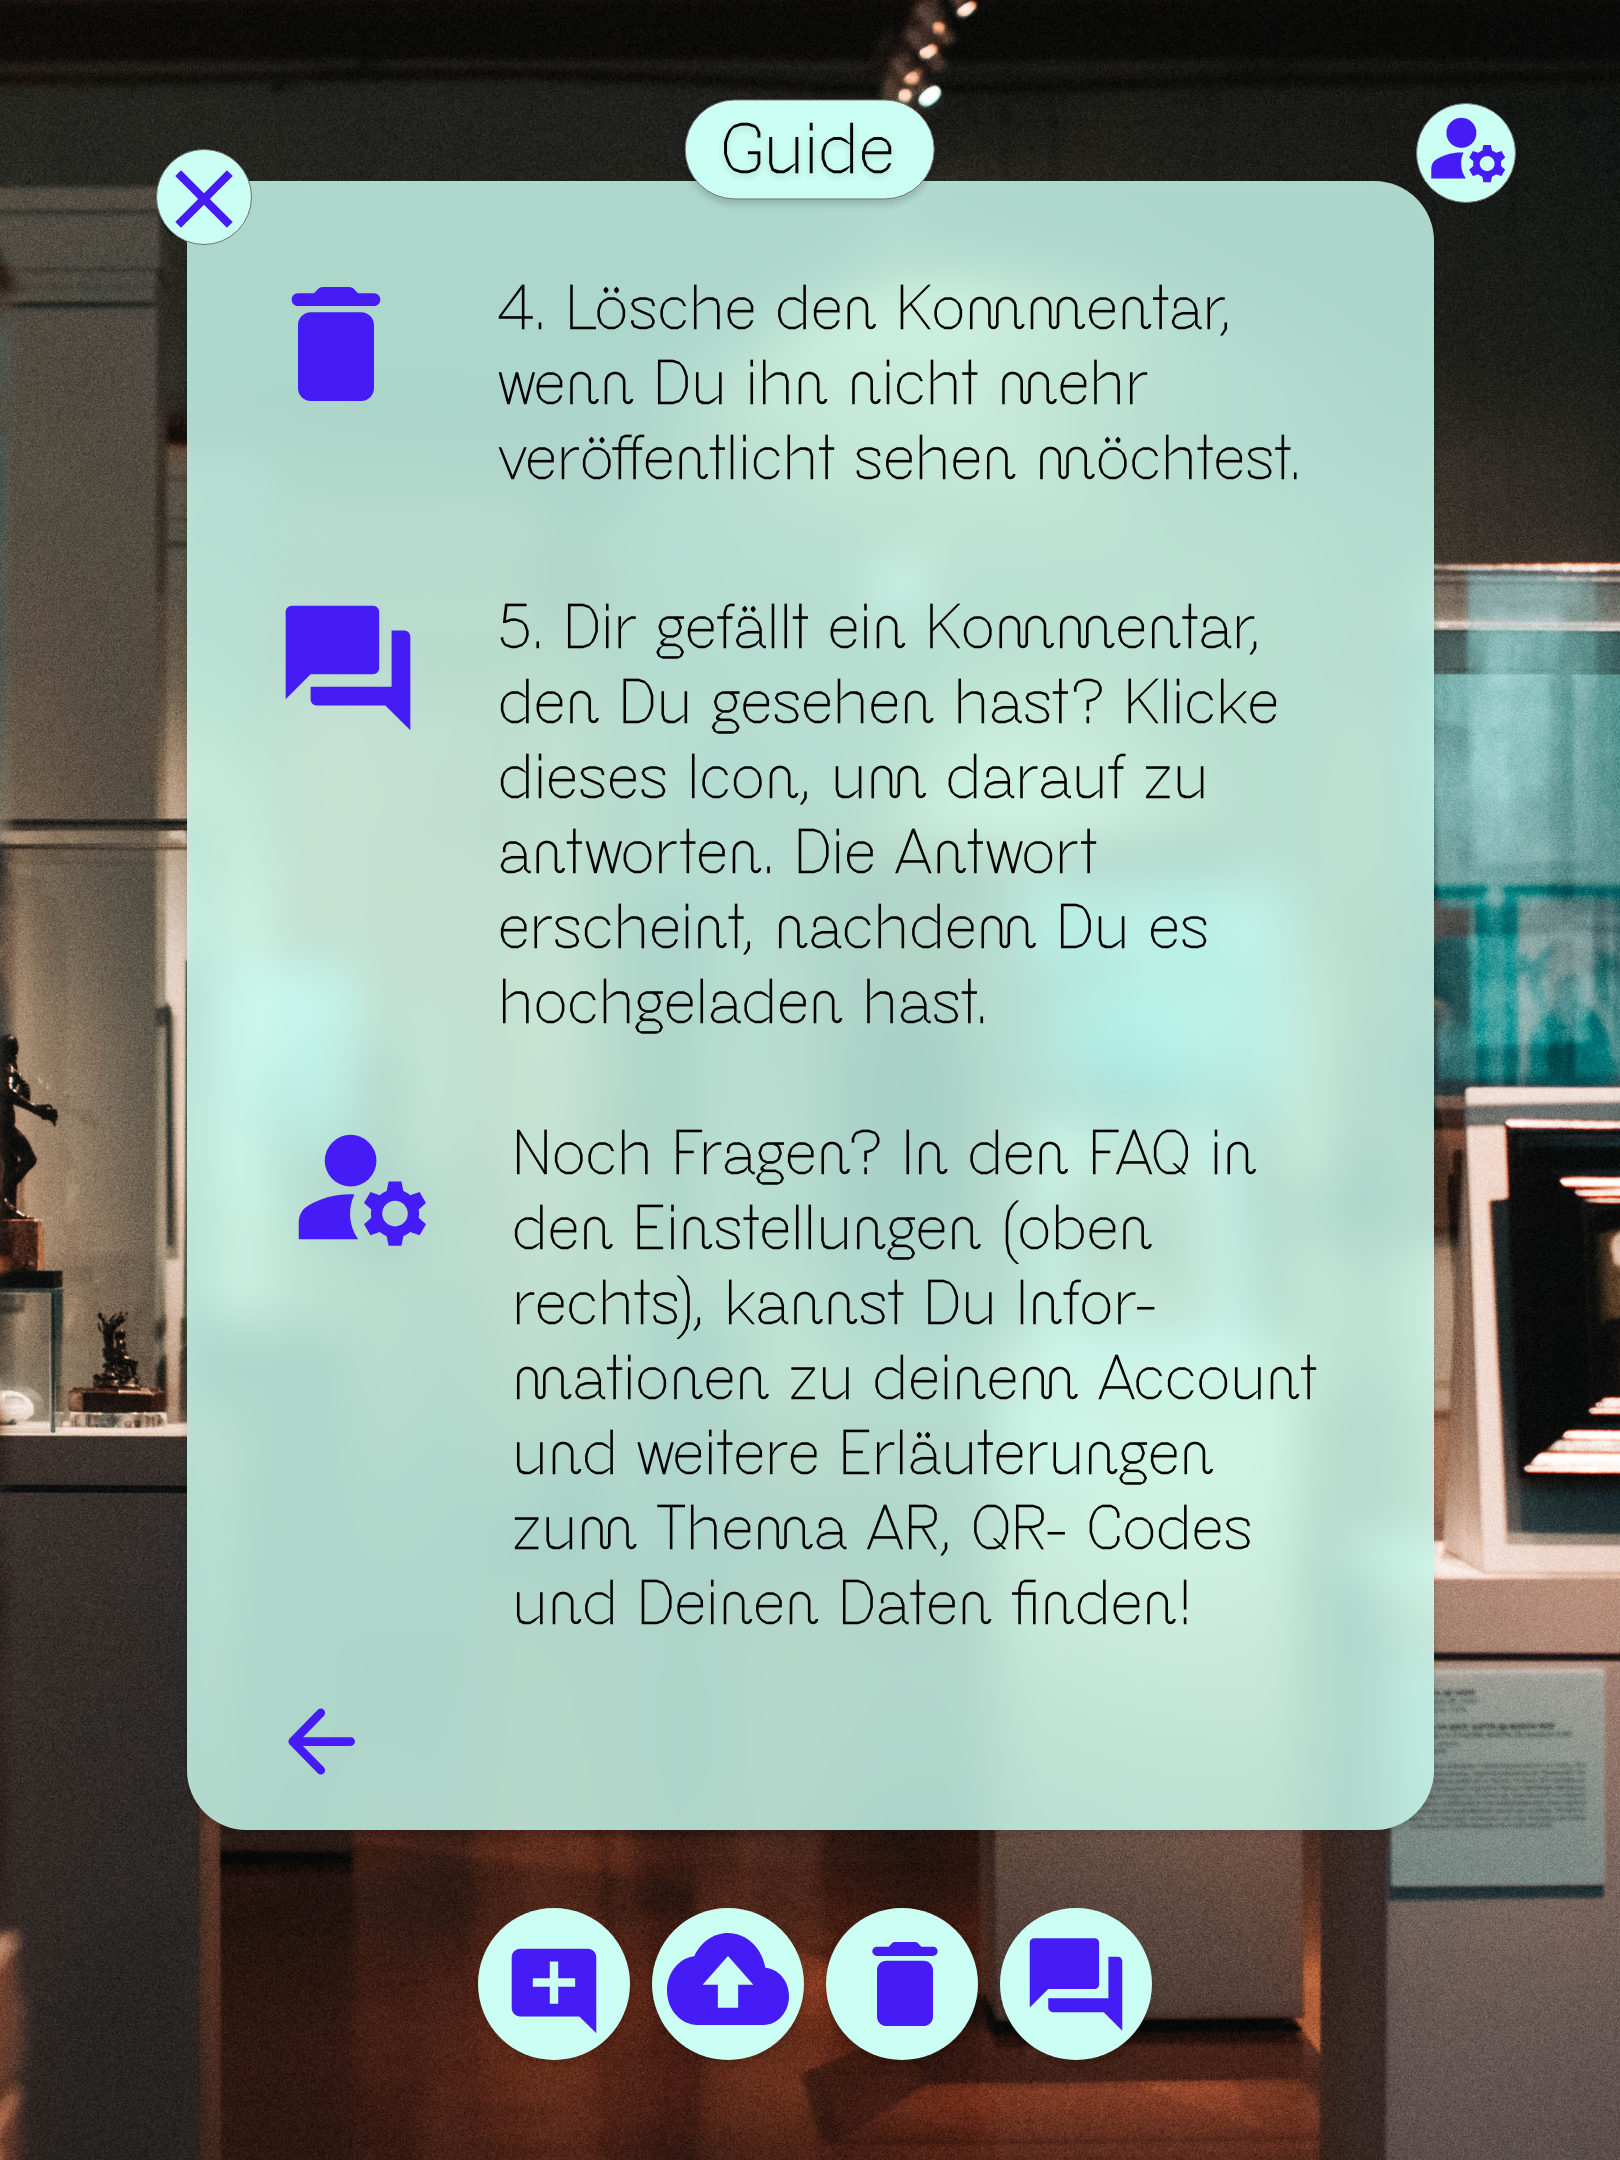 Guide
4. Lösche den Kommentar,
wenn Du ihn nicht mehr
veröffentlicht sehen möchtest.
5. Dir gefällt ein Kommentar,
den Du gesehen hast? Klicke
dieses Icon, um darauf zu
antworten. Die Antwort
erscheint, nachdem Du es
hochgeladen hast.
Noch Fragen? In den FAQ in
den Einstellungen (oben
rechts), kannst Du Infor-
mationen zu deinem Account
und weitere Erläuterungen
zum Thema AR, QR- Codes
und Deinen Daten finden!